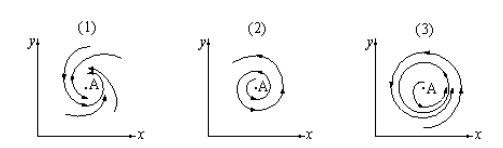 (1) (2) (3)
y y y
A A A
x x x